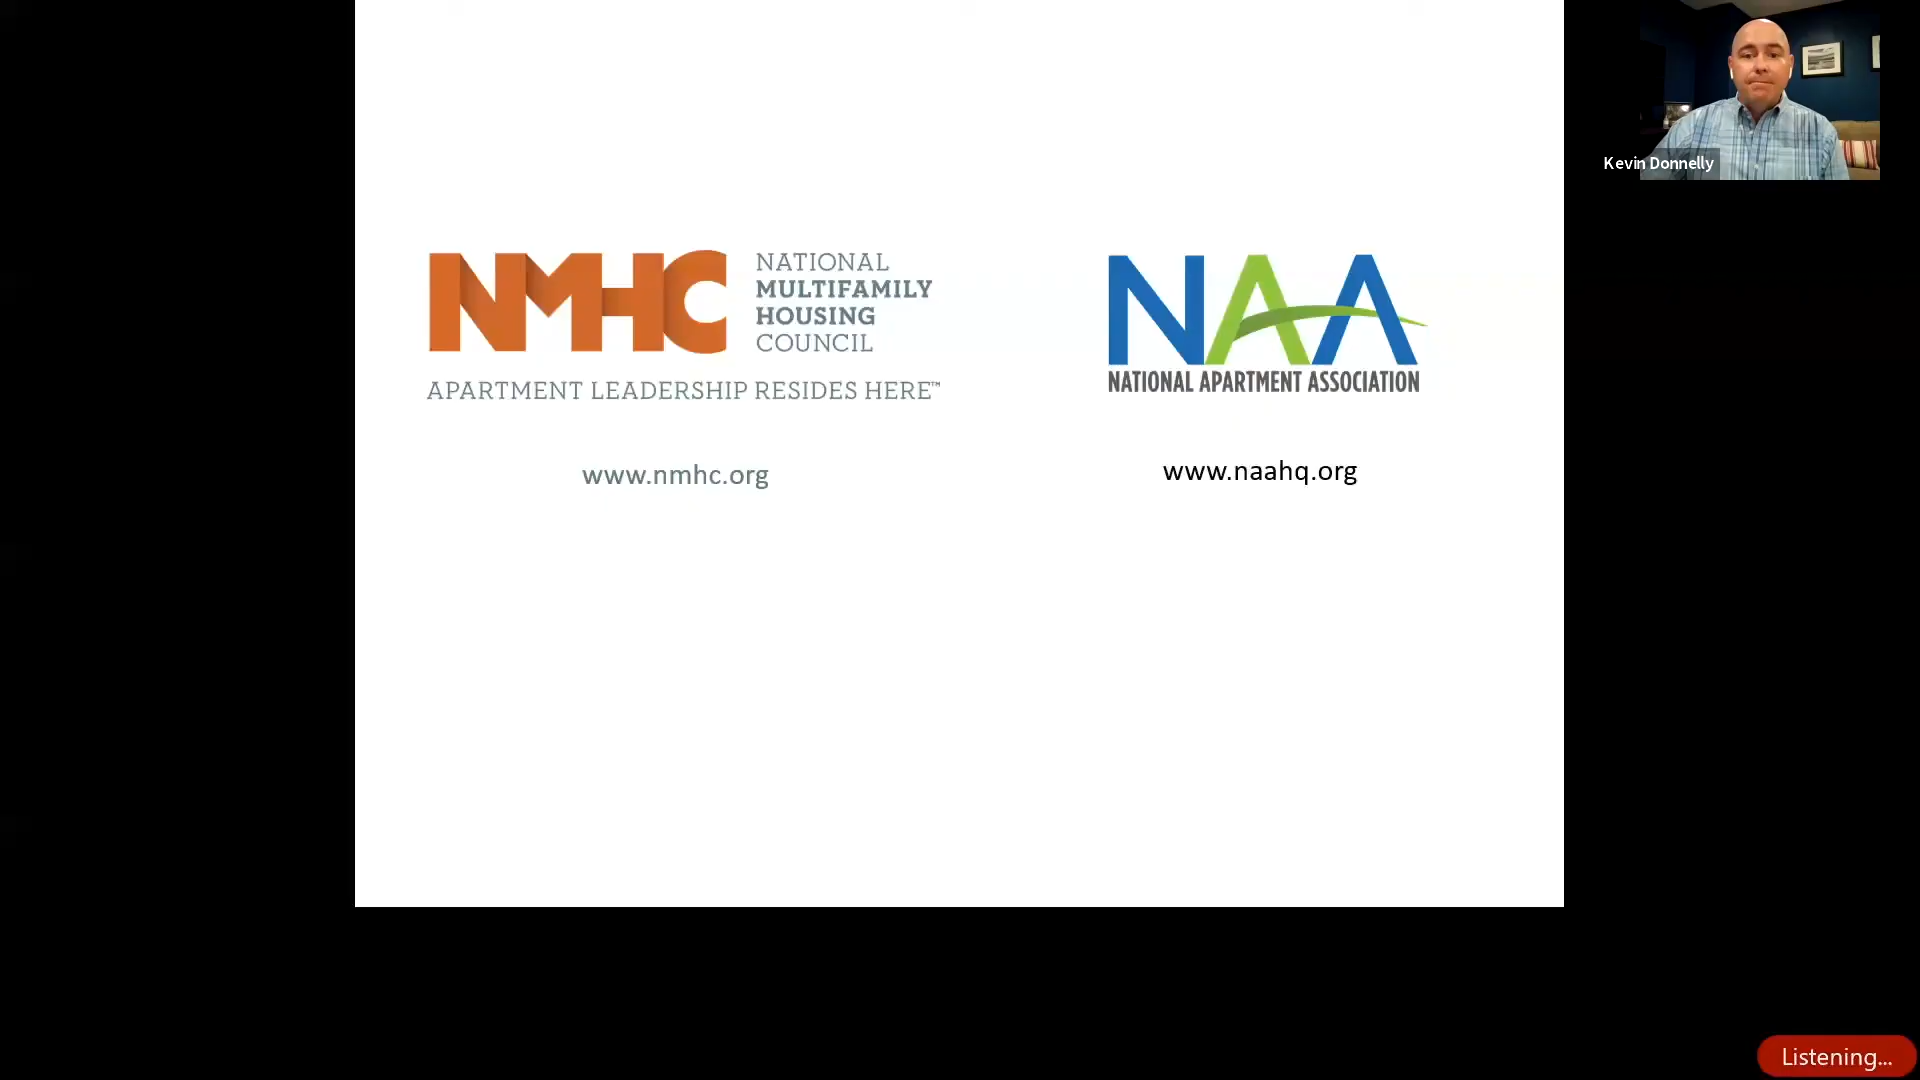 Kevin Donnelly
NMHC
NATIONAL
MULTIFAMILY
HOUSING
COUNCIL
APARTMENT LEADERSHIP RESIDES HERE™
www.nmhc.org
NAA
NATIONAL APARTMENT ASSOCIATION
www.naahq.org
Listening...